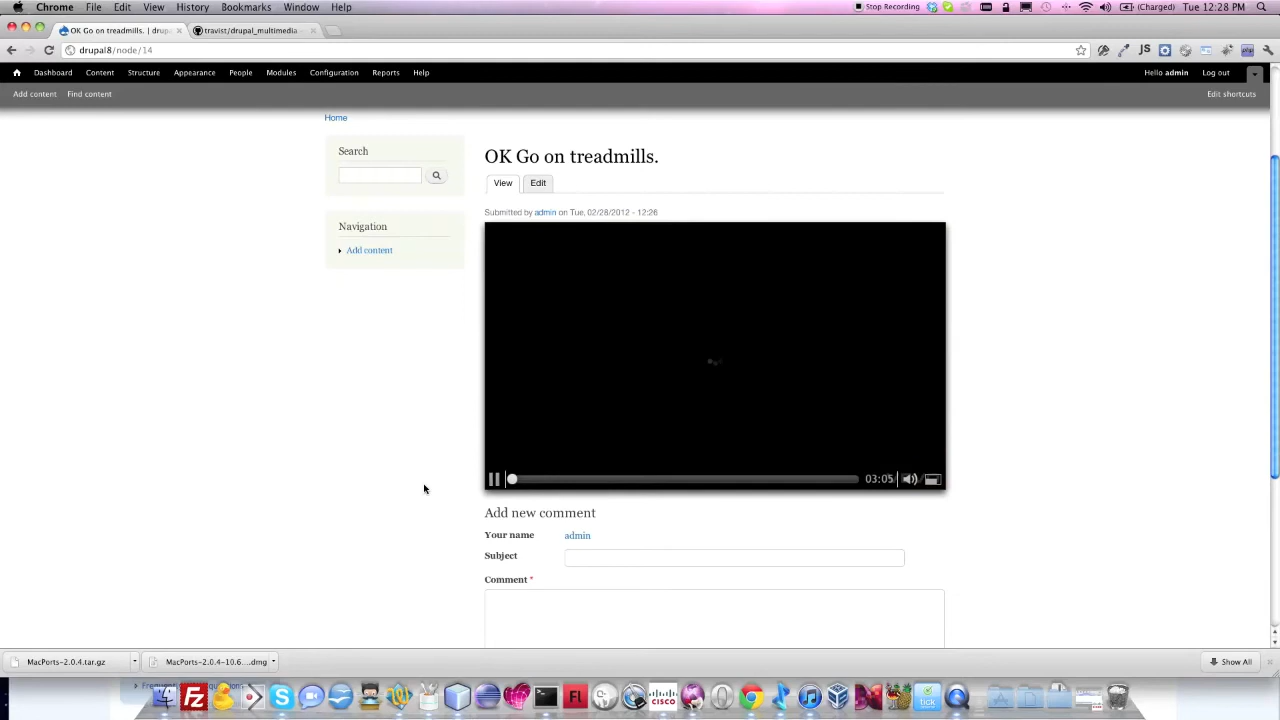 Chrome File Edit View History Bookmarks Window Help Stop Recording (Charged) Tue 12:28 PM
OK Go on treadmills. | drup travist/drupal_multimedia
drupal8/node/14
Dashboard Content Structure Appearance People Modules Configuration Reports Help Hello admin Log out
Add content Find content Edit shortcuts
Home
Search
OK Go on treadmills.
View Edit
Submitted by admin on Tue, 02/28/2012 - 12:26
Navigation
Add content
03:05
Add new comment
Your name admin
Subject
Comment *
MacPorts-2.0.4.tar.gz MacPorts-2.0.4-10.6....dmg Show All